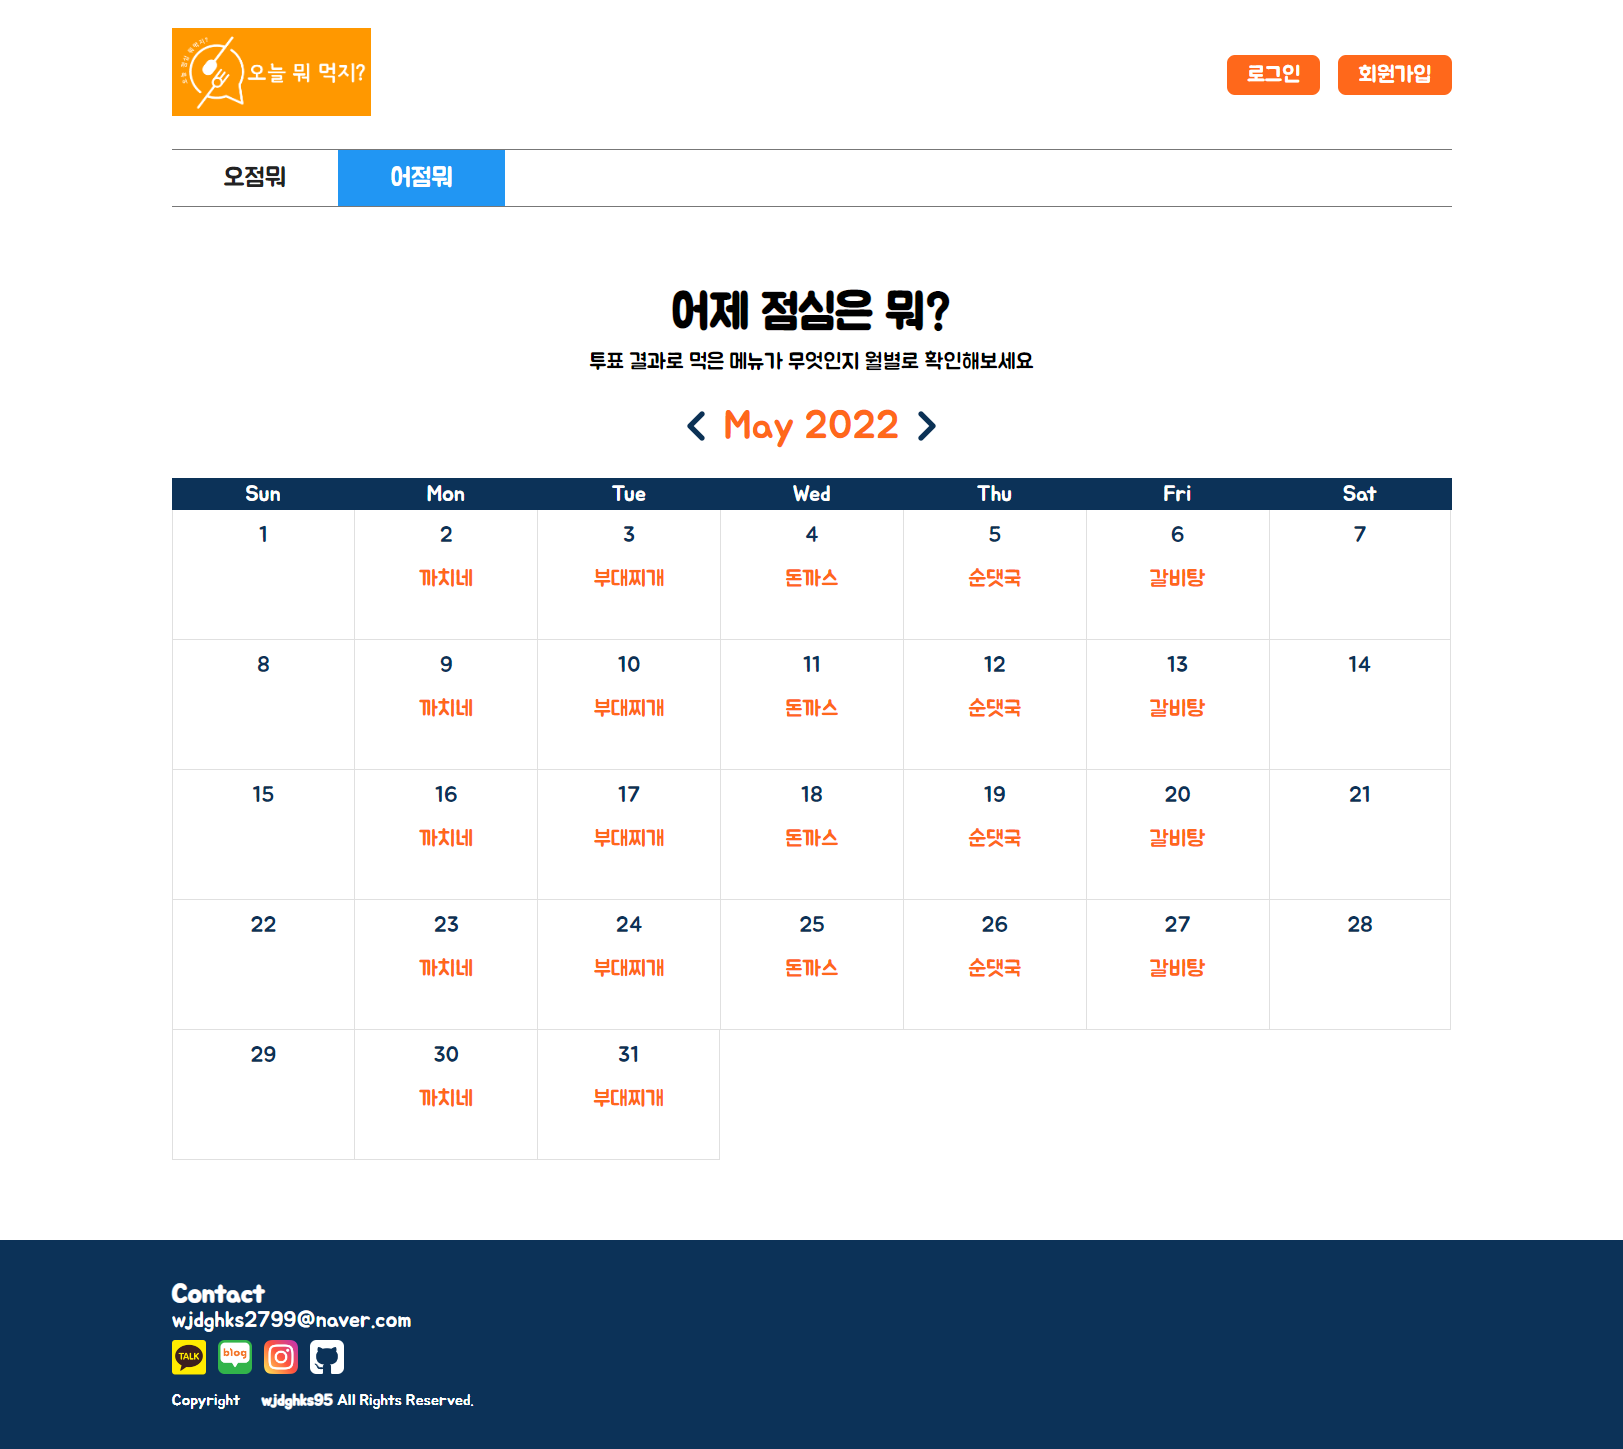 오늘 점심 뭐먹지?
오늘 뭐 먹지?
로그인 회원가입
오점뭐 어점뭐
어제 점심은 뭐?
투표 결과로 먹은 메뉴가 무엇인지 월별로 확인해보세요
May 2022
Sun Mon Tue Wed Thu Fri Sat
1 2 3 4 5 6 7
까치네 부대찌개 돈까스 순댓국 갈비탕
8 9 10 11 12 13 14
까치네 부대찌개 돈까스 순댓국 갈비탕
15 16 17 18 19 20 21
까치네 부대찌개 돈까스 순댓국 갈비탕
22 23 24 25 26 27 28
까치네 부대찌개 돈까스 순댓국 갈비탕
29 30 31
까치네 부대찌개
Contact
wjdghks2799@naver.com
TALK blog
Copyright wjdghks95 All Rights Reserved.